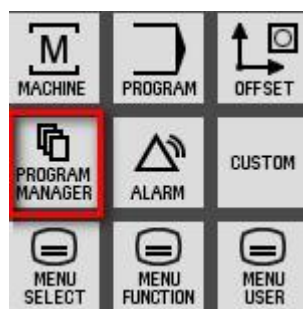 M
MACHINE
PROGRAM
OFFSET
PROGRAM
MANAGER
ALARM
CUSTOM
MENU
SELECT
MENU
FUNCTION
MENU
USER